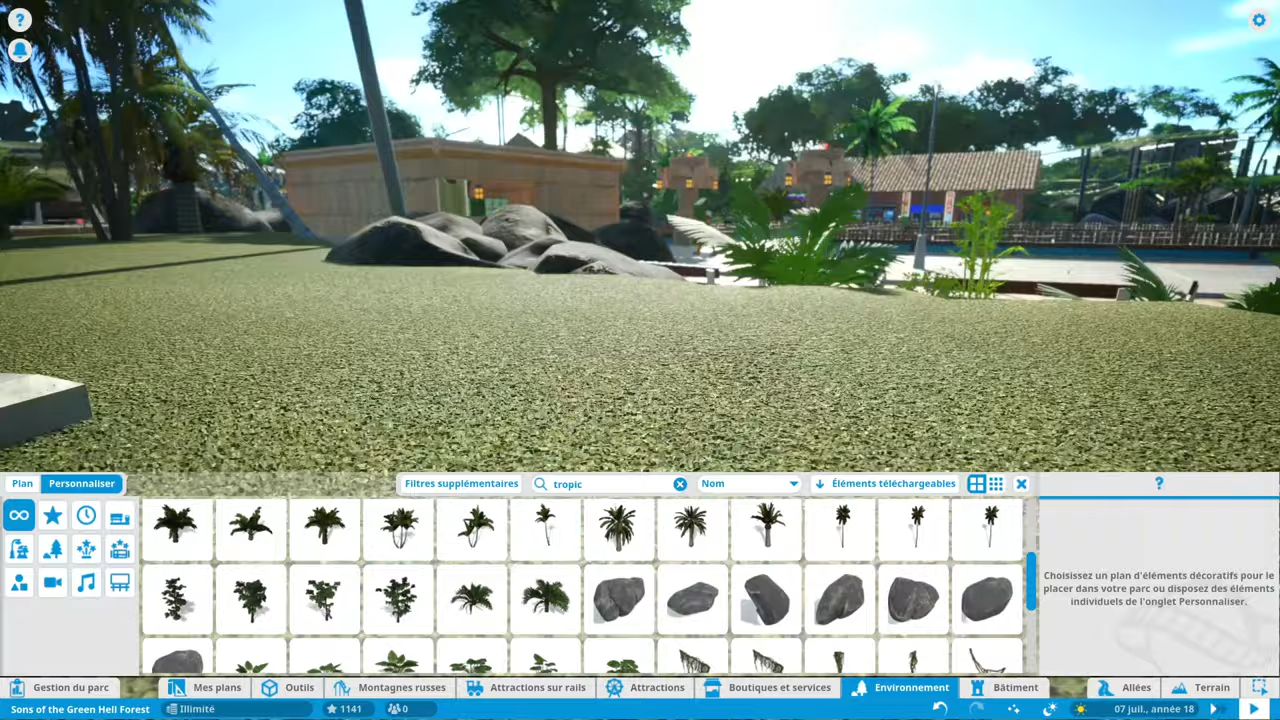 ?
Plan
Personnaliser
Filtres supplémentaires
tropic
Nom
Éléments téléchargeables
?
Choisissez un plan d'éléments décoratifs pour le
placer dans votre parc ou disposez des éléments
individuels de l'onglet Personnaliser.
Gestion du parc
Mes plans
Outils
Montagnes russes
Attractions sur rails
Attractions
Boutiques et services
Environnement
Bâtiment
Allées
Terrain
Sons of the Green Hell Forest
Illimité
1141
0
07 juil., année 18